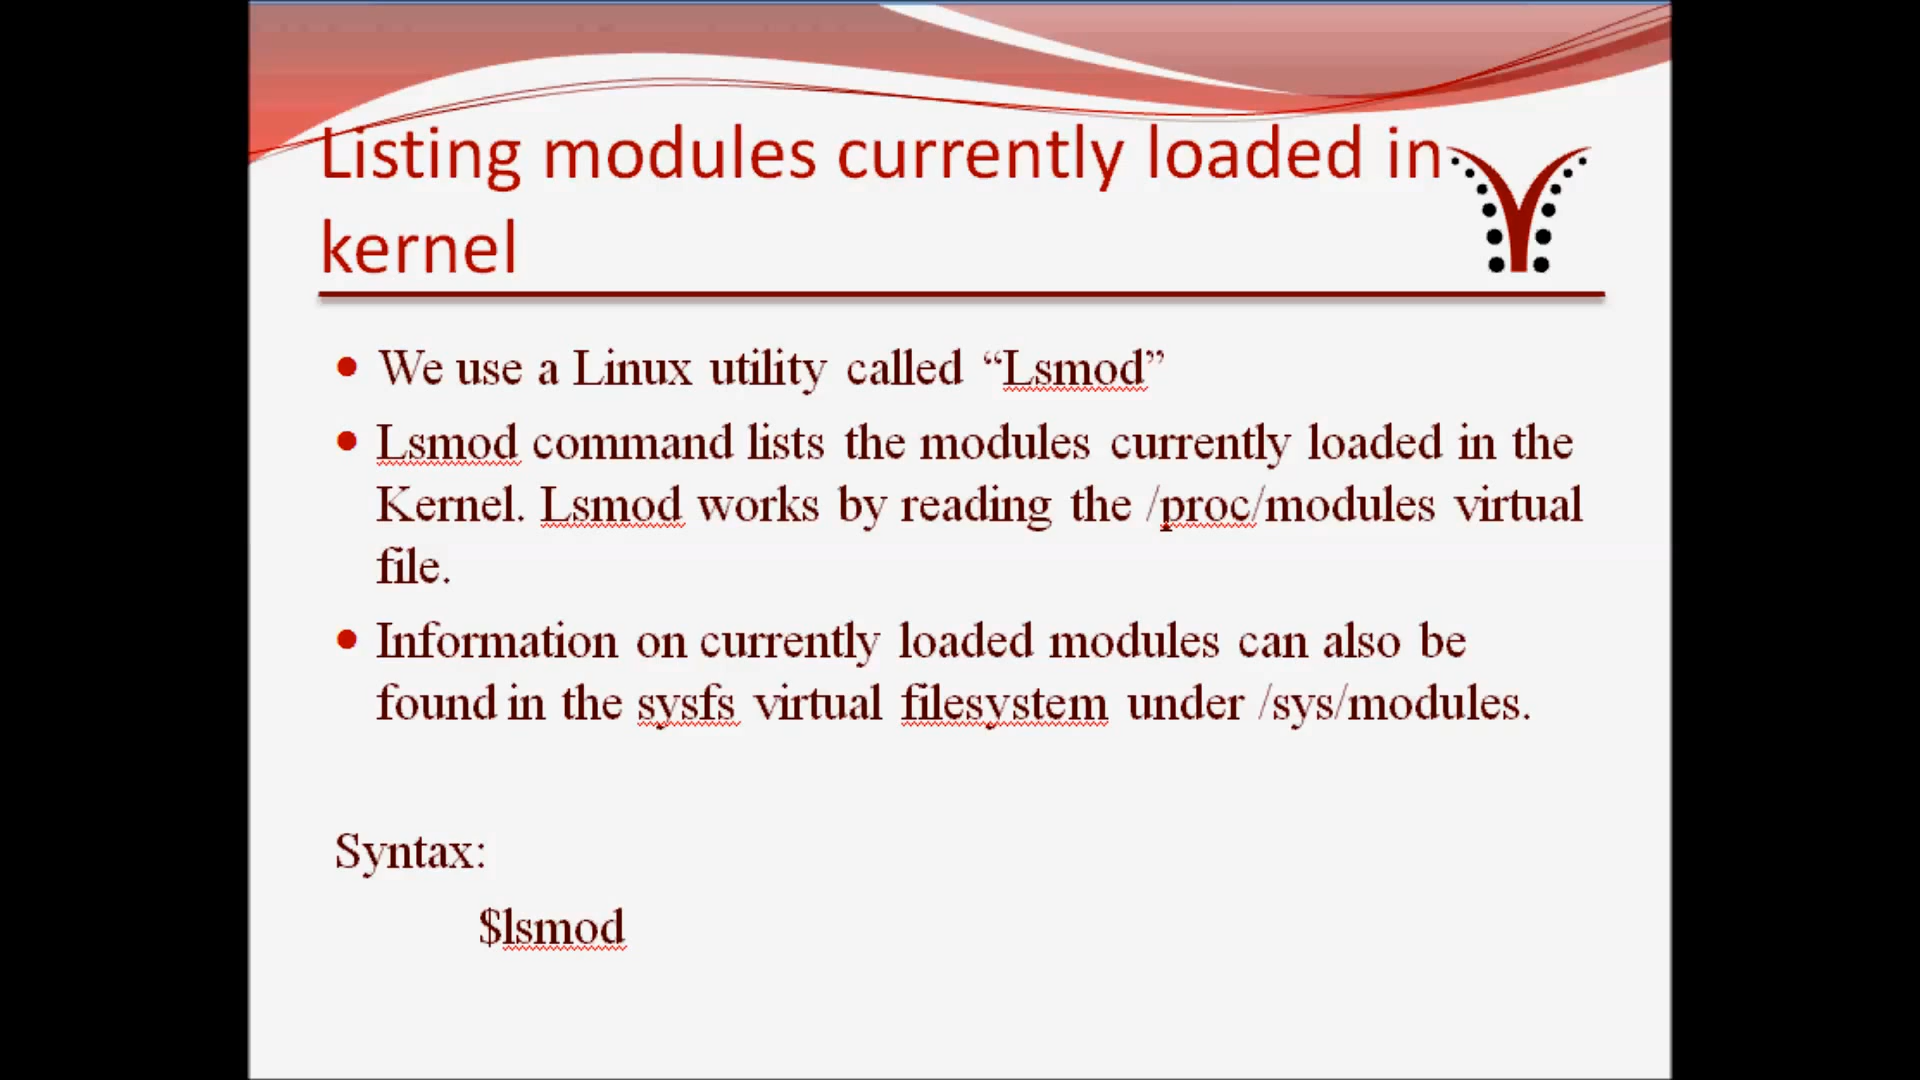 Listing modules currently loaded in
kernel
We use a Linux utility called “Lsmod”
Lsmod command lists the modules currently loaded in the
Kernel. Lsmod works by reading the /proc/modules virtual
file.
Information on currently loaded modules can also be
found in the sysfs virtual filesystem under /sys/modules.
Syntax:
$lsmod